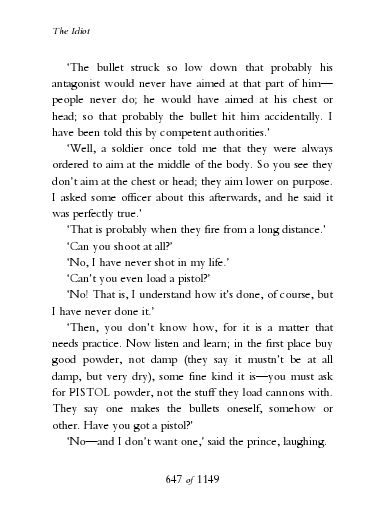 The Idiot
‘The bullet struck so low down that probably his
antagonist would never have aimed at that part of him—
people never do; he would have aimed at his chest or
head; so that probably the bullet hit him accidentally. I
have been told this by competent authorities.’
‘Well, a soldier once told me that they were always
ordered to aim at the middle of the body. So you see they
don’t aim at the chest or head; they aim lower on purpose.
I asked some officer about this afterwards, and he said it
was perfectly true.’
‘That is probably when they fire from a long distance.’
‘Can you shoot at all?’
‘No, I have never shot in my life.’
‘Can’t you even load a pistol?’
‘No! That is, I understand how it’s done, of course, but
I have never done it.’
‘Then, you don’t know how, for it is a matter that
needs practice. Now listen and learn; in the first place buy
good powder, not damp (they say it mustn’t be at all
damp, but very dry), some fine kind it is—you must ask
for PISTOL powder, not the stuff they load cannons with.
They say one makes the bullets oneself, somehow or
other. Have you got a pistol?’
‘No—and I don’t want one,’ said the prince, laughing.
647 of 1149